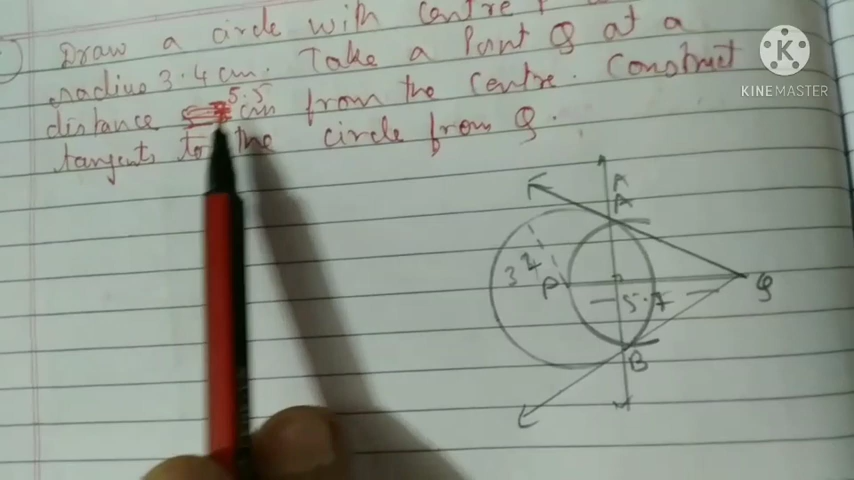 Draw a circle with centre P
radius 3.4 cm. Take a Point Q at a
distance 5.5 cm from the centre. Construct
tangents to the circle from Q.
K
KINEMASTER
A
A
3.4
P
5.7
Q
B